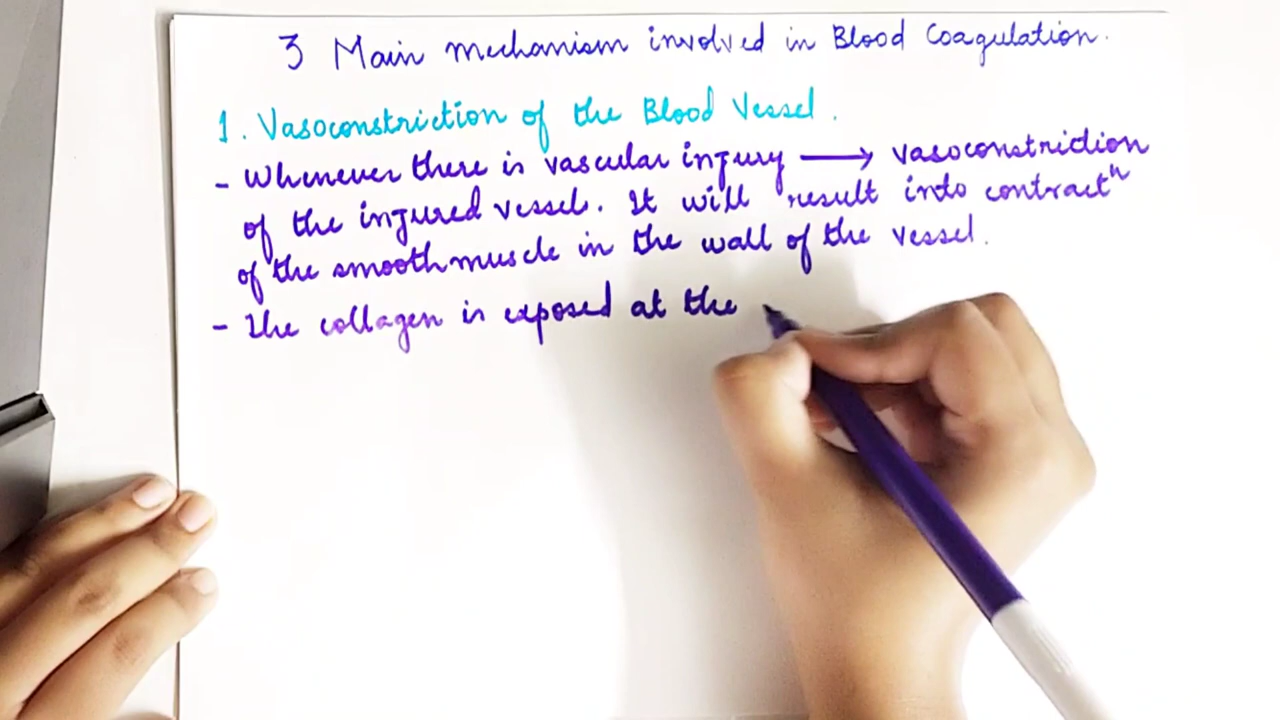 3 Main mechanism involved in Blood Coagulation.
1. Vasoconstriction of the Blood Vessel.
- Whenever there is vascular injury → vasoconstriction
of the injured vessel. It will result into contractⁿ
of the smooth muscle in the wall of the vessel.
- The collagen is exposed at the